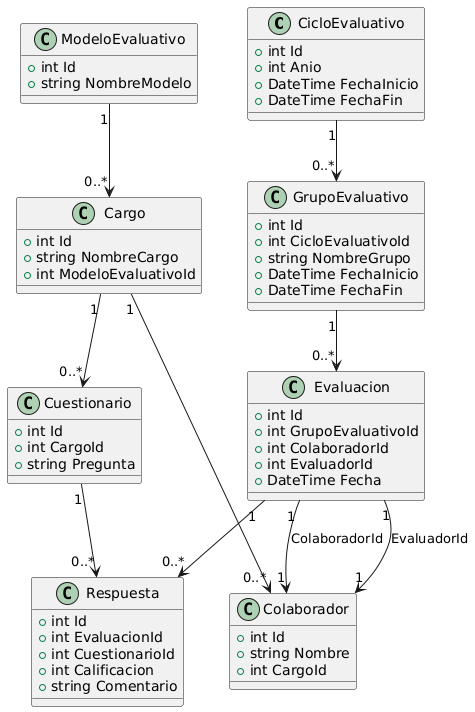 C ModeloEvaluativo
int Id
string NombreModelo
C CicloEvaluativo
int Id
int Anio
DateTime FechaInicio
DateTime FechaFin
1
0..*
1
0..*
C Cargo
int Id
string NombreCargo
int ModeloEvaluativoId
C GrupoEvaluativo
int Id
int CicloEvaluativoId
string NombreGrupo
DateTime FechaInicio
DateTime FechaFin
1
1
0..*
1
0..*
C Cuestionario
int Id
int CargoId
string Pregunta
C Evaluacion
int Id
int GrupoEvaluativoId
int ColaboradorId
int EvaluadorId
DateTime Fecha
1
1
1
1
ColaboradorId
EvaluadorId
0..*
0..*
0..*
1
1
C Respuesta
int Id
int EvaluacionId
int CuestionarioId
int Calificacion
string Comentario
C Colaborador
int Id
string Nombre
int CargoId